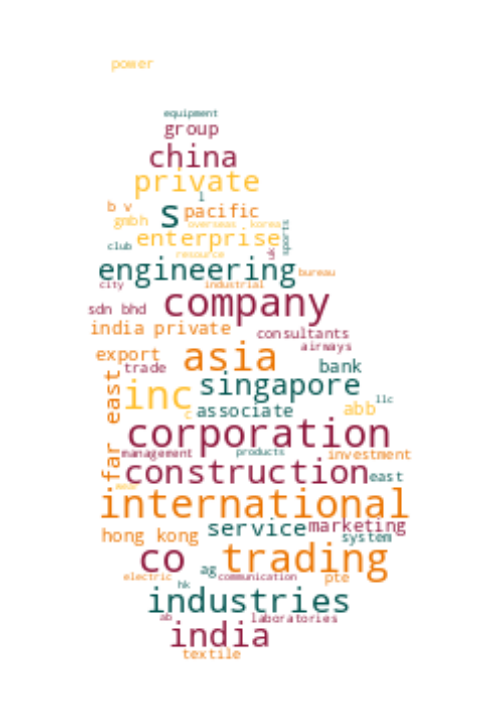 power
equipment
group
china
private
l
b v
s
pacific
gmbh
overseas korea
club
enterprise
sports
uk
resource
engineering
bureau
city
industrial
sdn bhd
company
india private
consultants
airways
export
asia
trade
bank
far east
inc
singapore
llc
c
associate
abb
corporation
management
products
investment
construction
east
international
hong kong
service
marketing
system
co
trading
electric
ag
communication
pte
hk
industries
ab
laboratories
india
textile